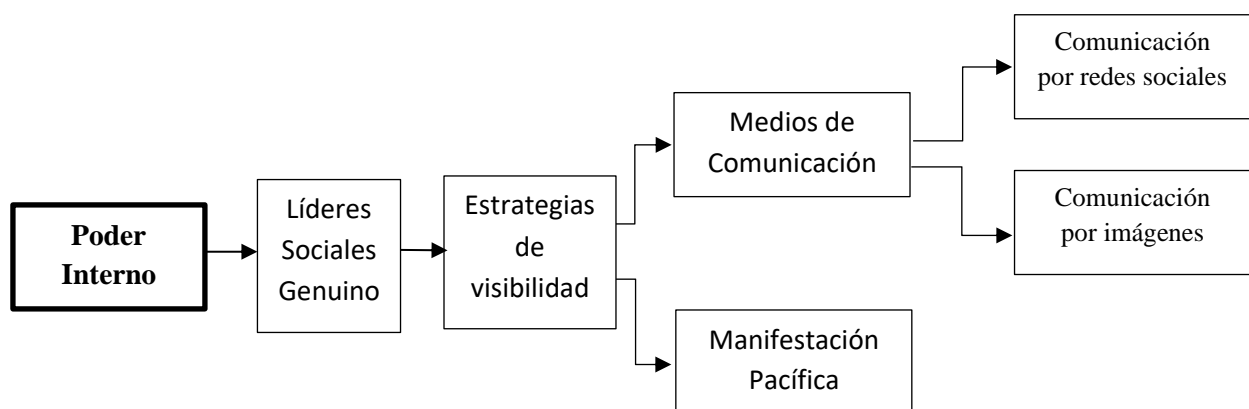 Poder
Interno
Líderes
Sociales
Genuino
Estrategias
de
visibilidad
Medios de
Comunicación
Manifestación
Pacífica
Comunicación
por redes sociales
Comunicación
por imágenes